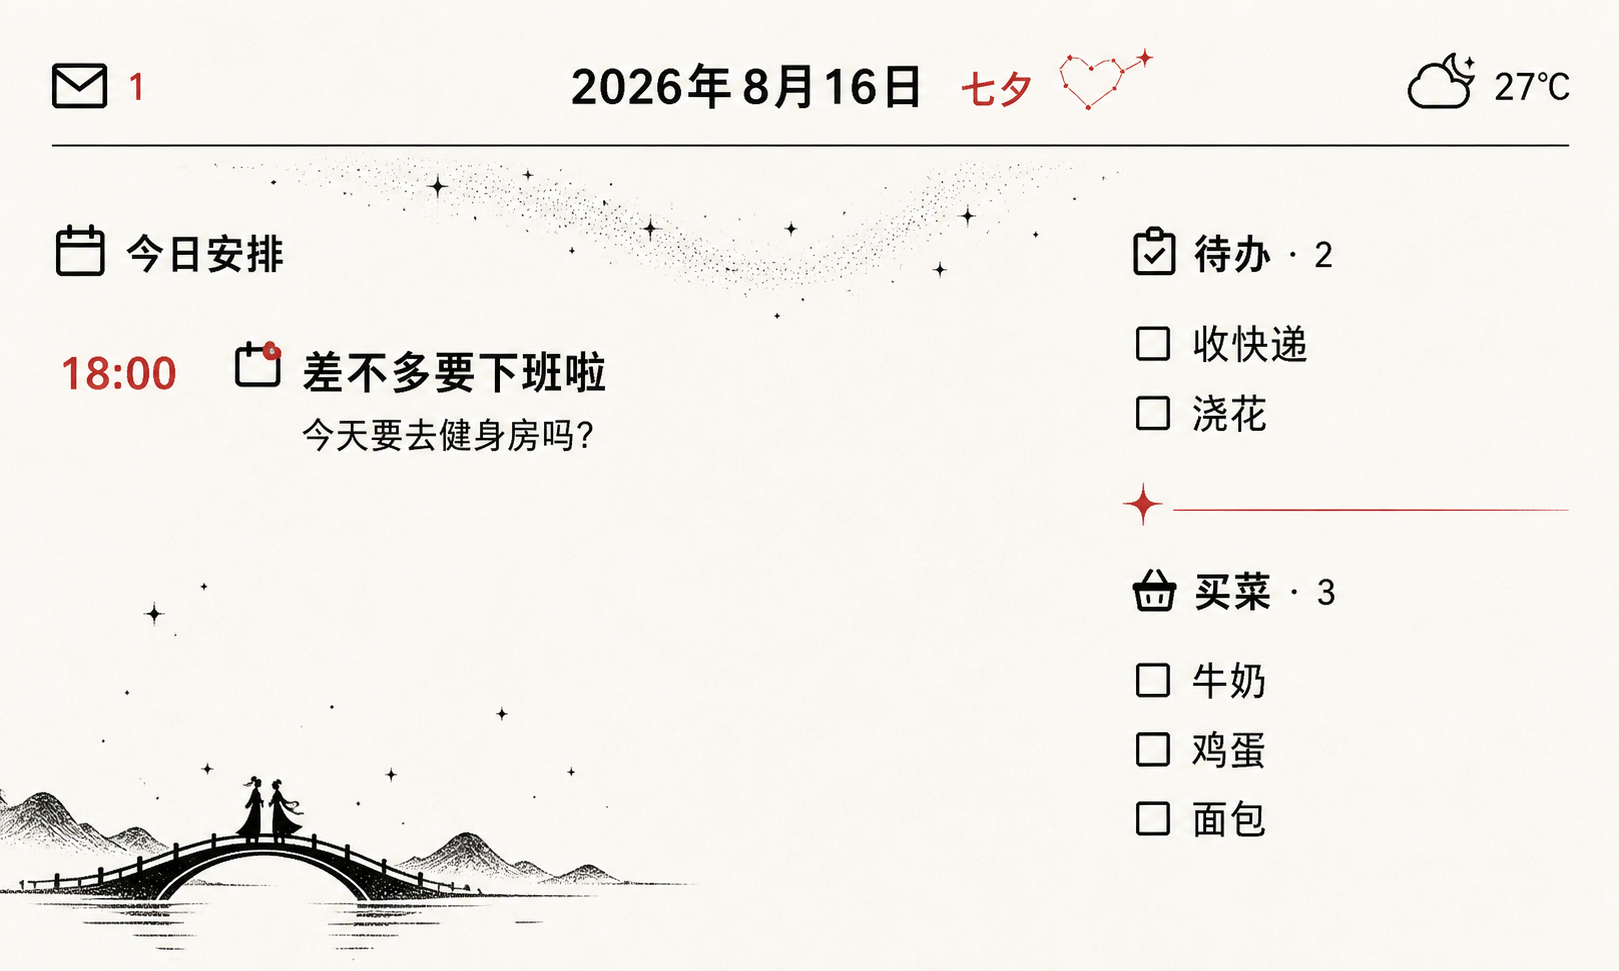 1
2026年8月16日 七夕
27°C
今日安排
18:00 差不多要下班啦
今天要去健身房吗?
待办 · 2
收快递
浇花
买菜 · 3
牛奶
鸡蛋
面包